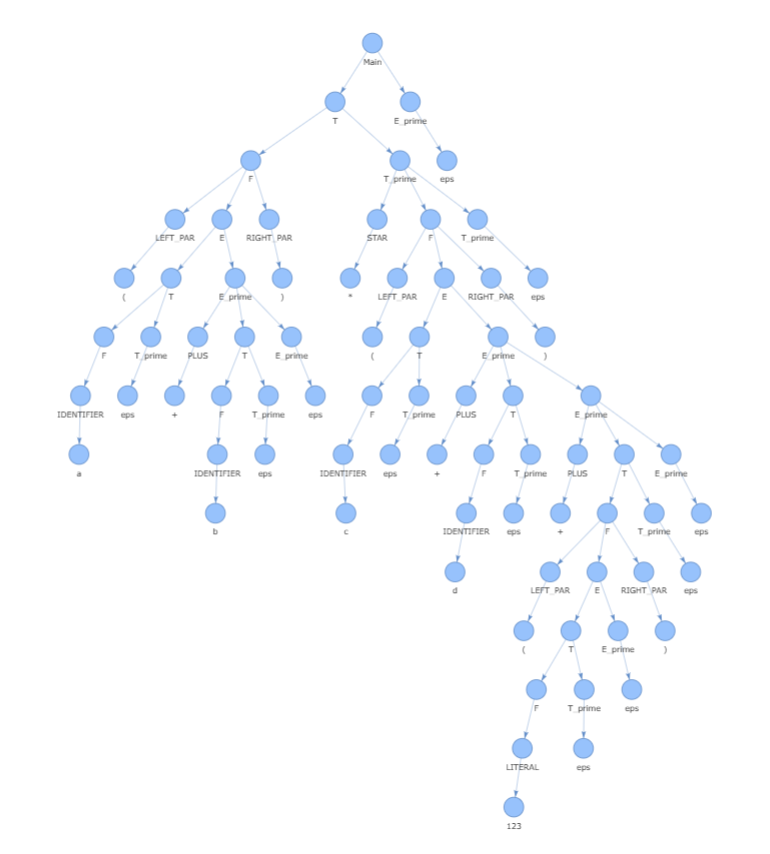 Main
T E_prime
F T_prime eps
LEFT_PAR E RIGHT_PAR STAR F T_prime
( T E_prime ) * LEFT_PAR E RIGHT_PAR eps
F T_prime PLUS T E_prime ( T E_prime )
IDENTIFIER eps + F T_prime eps F T_prime PLUS T E_prime
a IDENTIFIER eps IDENTIFIER eps + F T_prime PLUS T E_prime
b c IDENTIFIER eps + F T_prime eps
d LEFT_PAR E RIGHT_PAR eps
( T E_prime )
F T_prime eps
LITERAL eps
123